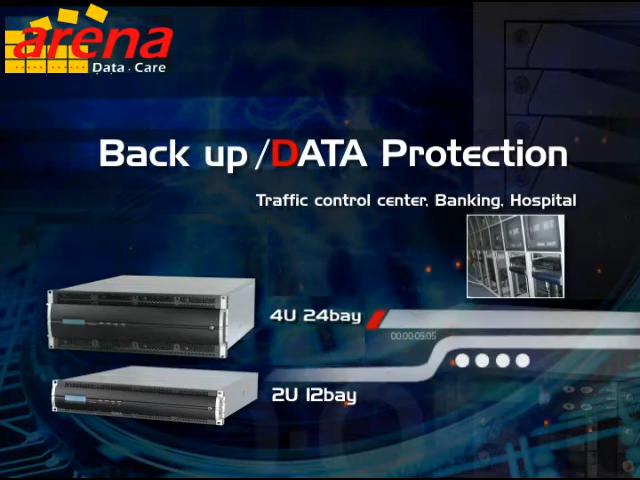 arena
Data · Care
Back up /DATA Protection
Traffic control center, Banking, Hospital
4U 24bay
00:00:05:05
2U 12bay